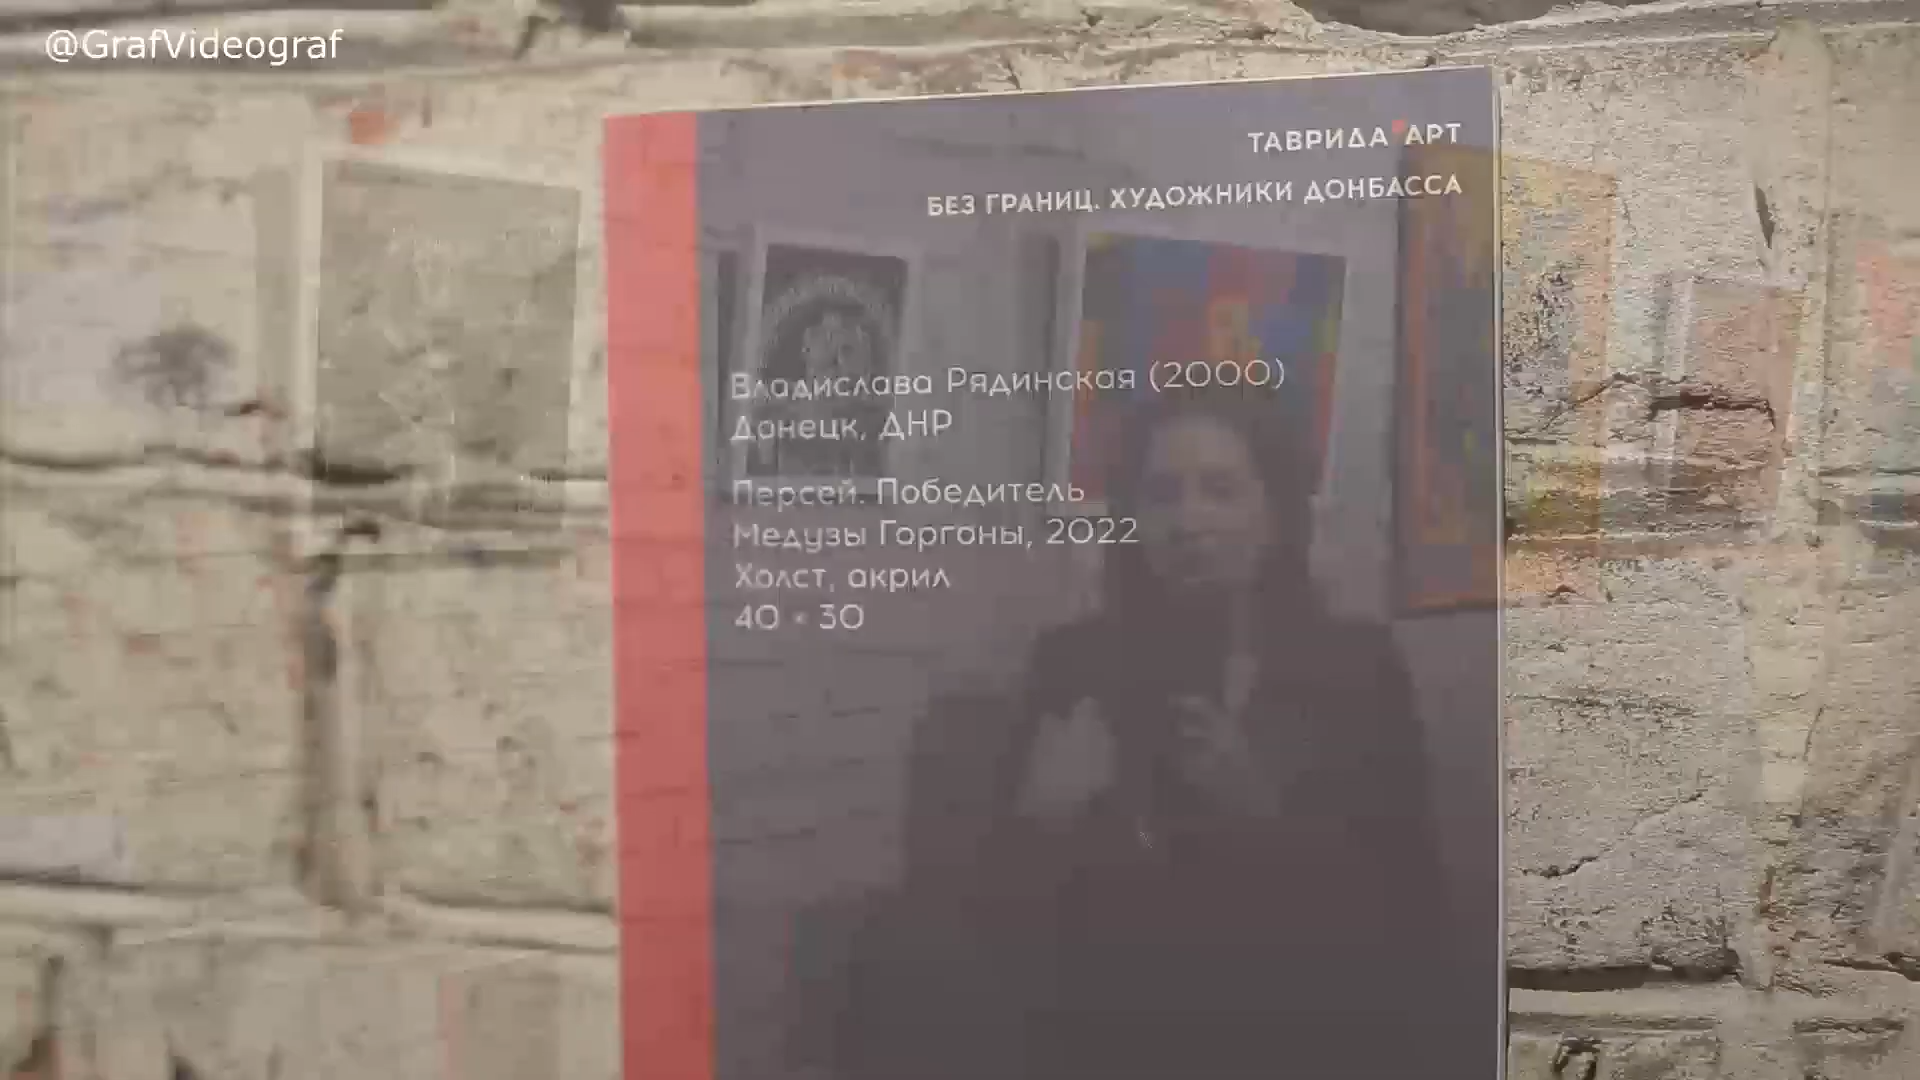 @GrafVideograf
ТАВРИДА АРТ
БЕЗ ГРАНИЦ. ХУДОЖНИКИ ДОНБАССА
Владислава Рядинская (2000)
Донецк, ДНР
Персей. Победитель
Медузы Горгоны, 2022
Холст, акрил
40 × 30